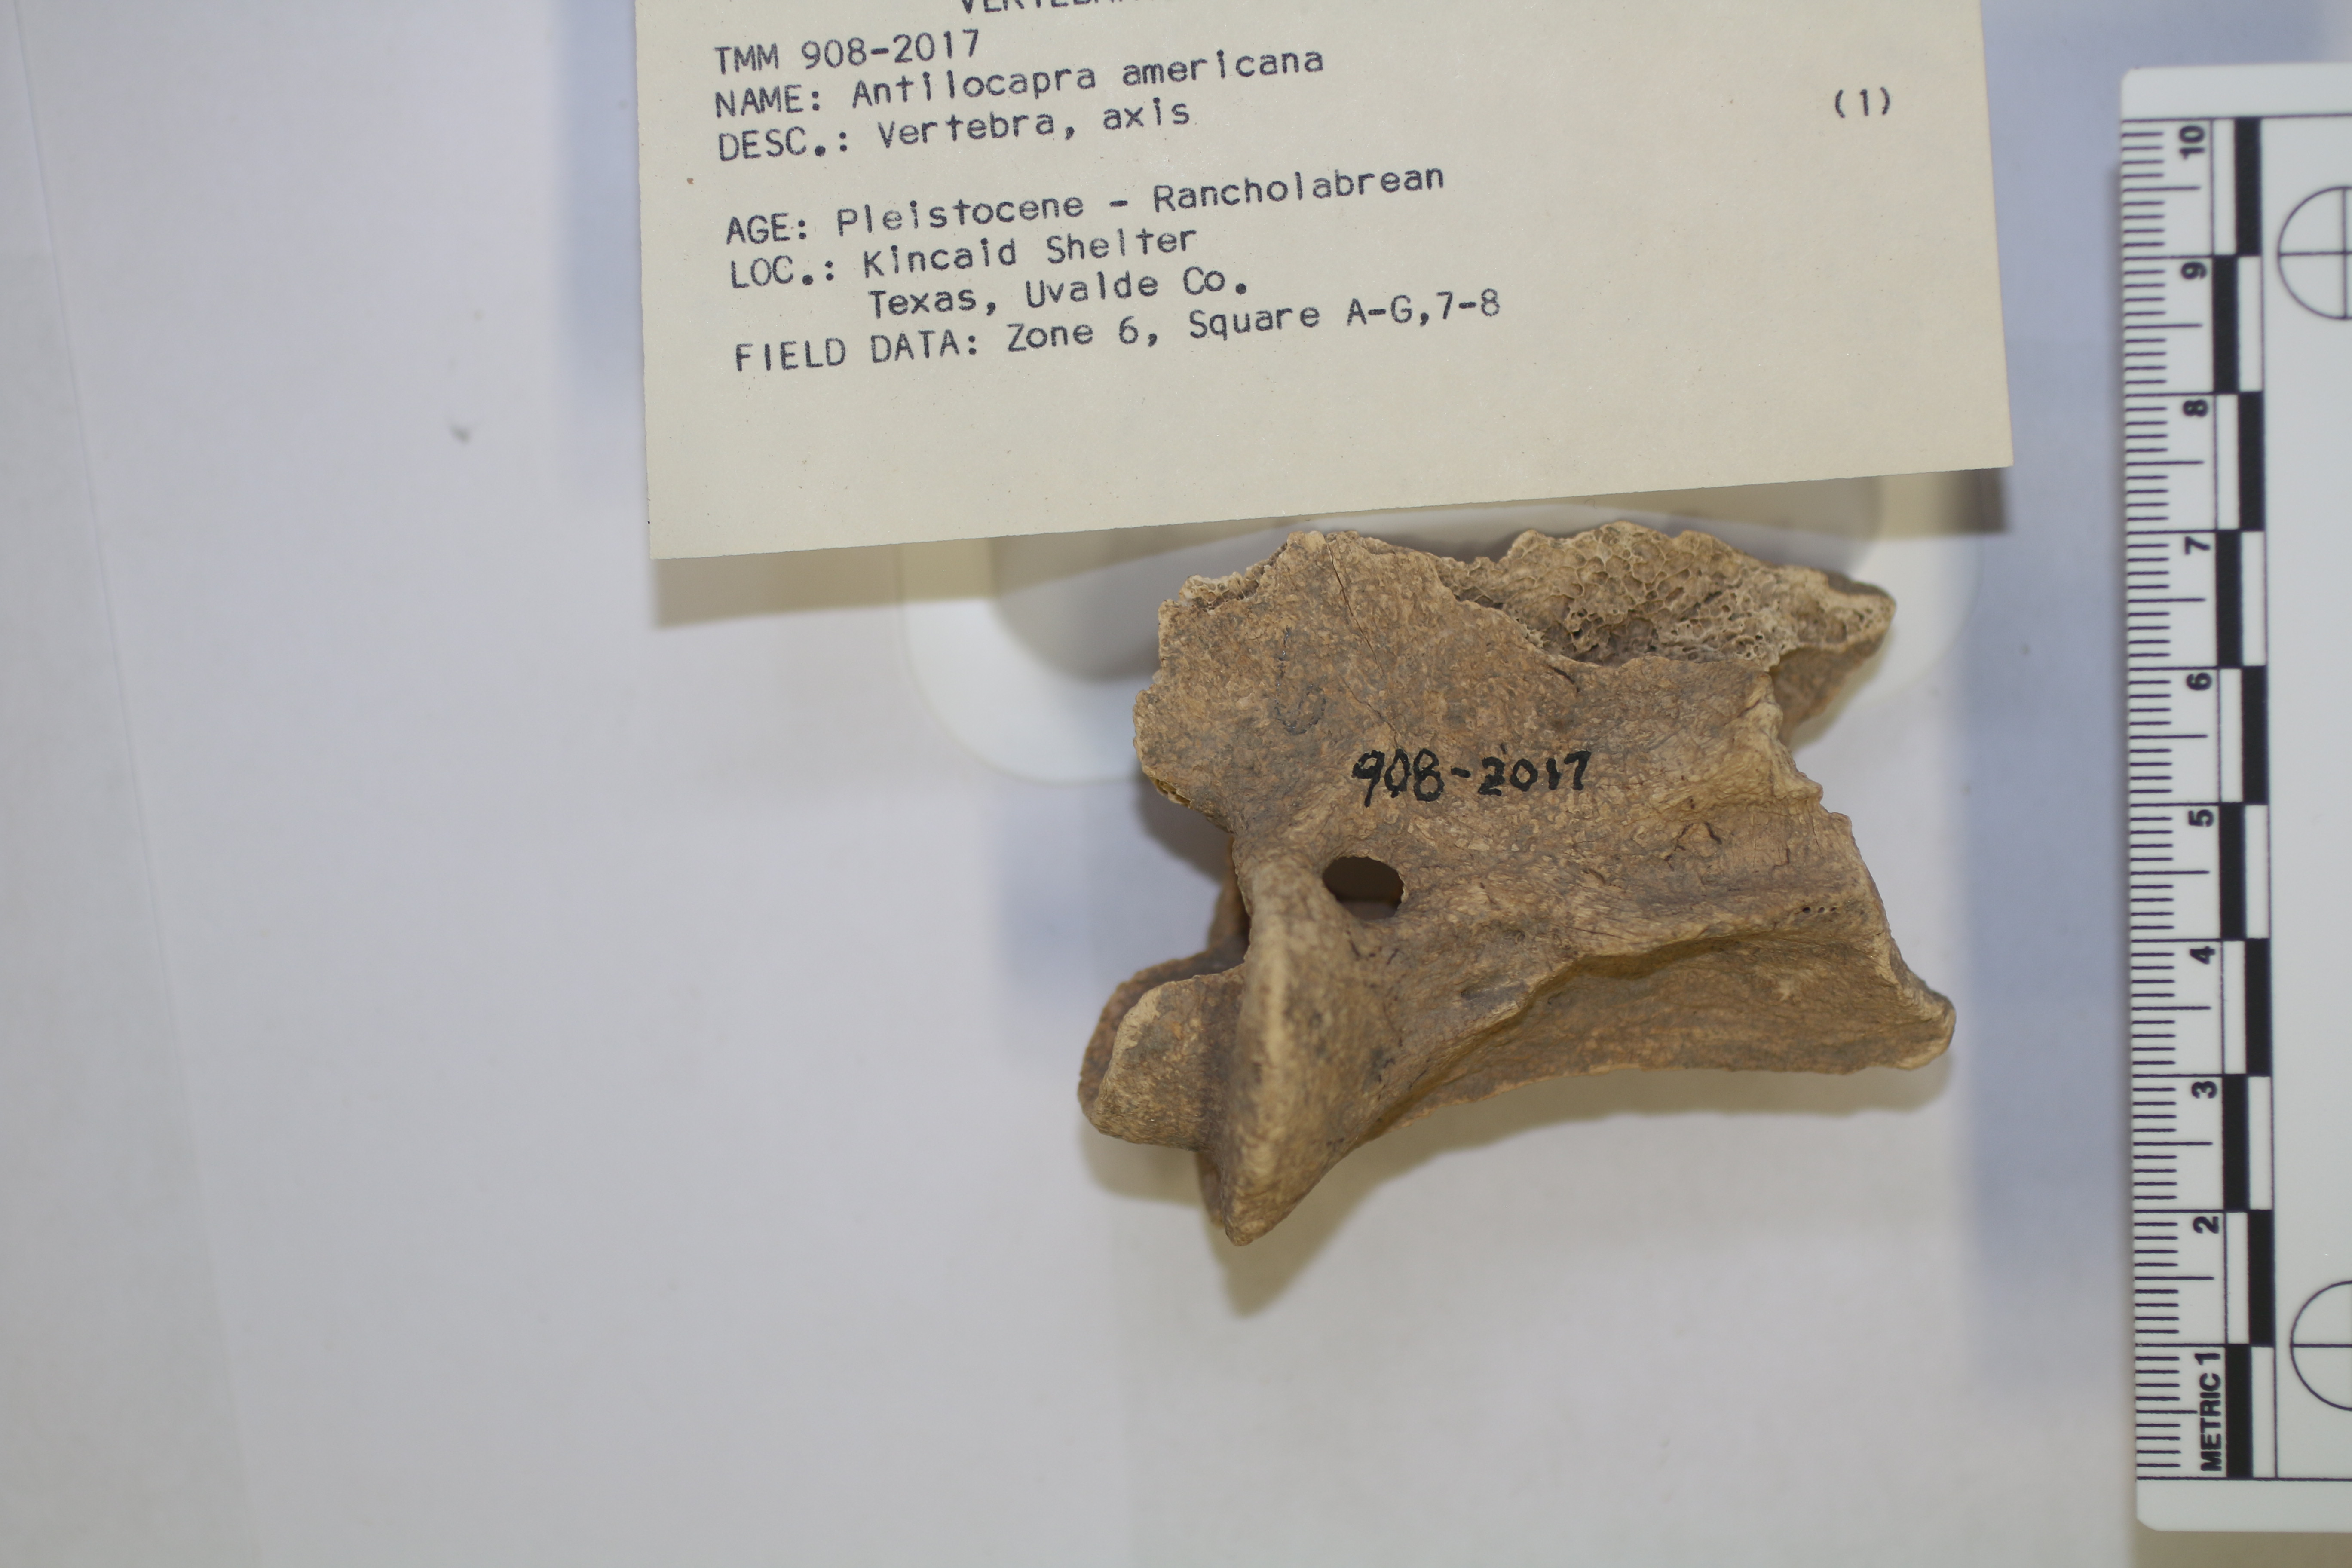 TMM 908-2017
NAME: Antilocapra americana
DESC.: Vertebra, axis
(1)
AGE: Pleistocene - Rancholabrean
LOC.: Kincaid Shelter
Texas, Uvalde Co.
FIELD DATA: Zone 6, Square A-G,7-8
908-2017
10
9
8
7
6
5
4
3
2
METRIC 1